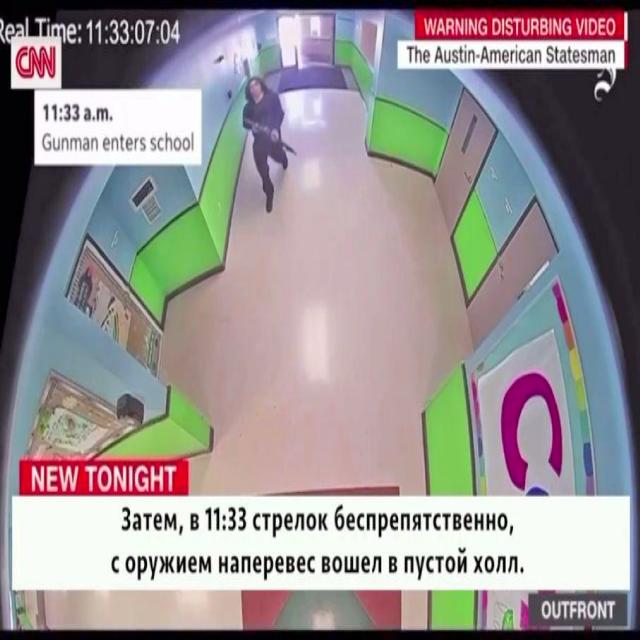 Real Time: 11:33:07:04
WARNING DISTURBING VIDEO
The Austin-American Statesman
CNN
11:33 a.m.
Gunman enters school
NEW TONIGHT
Затем, в 11:33 стрелок беспрепятственно,
с оружием наперевес вошел в пустой холл.
OUTFRONT